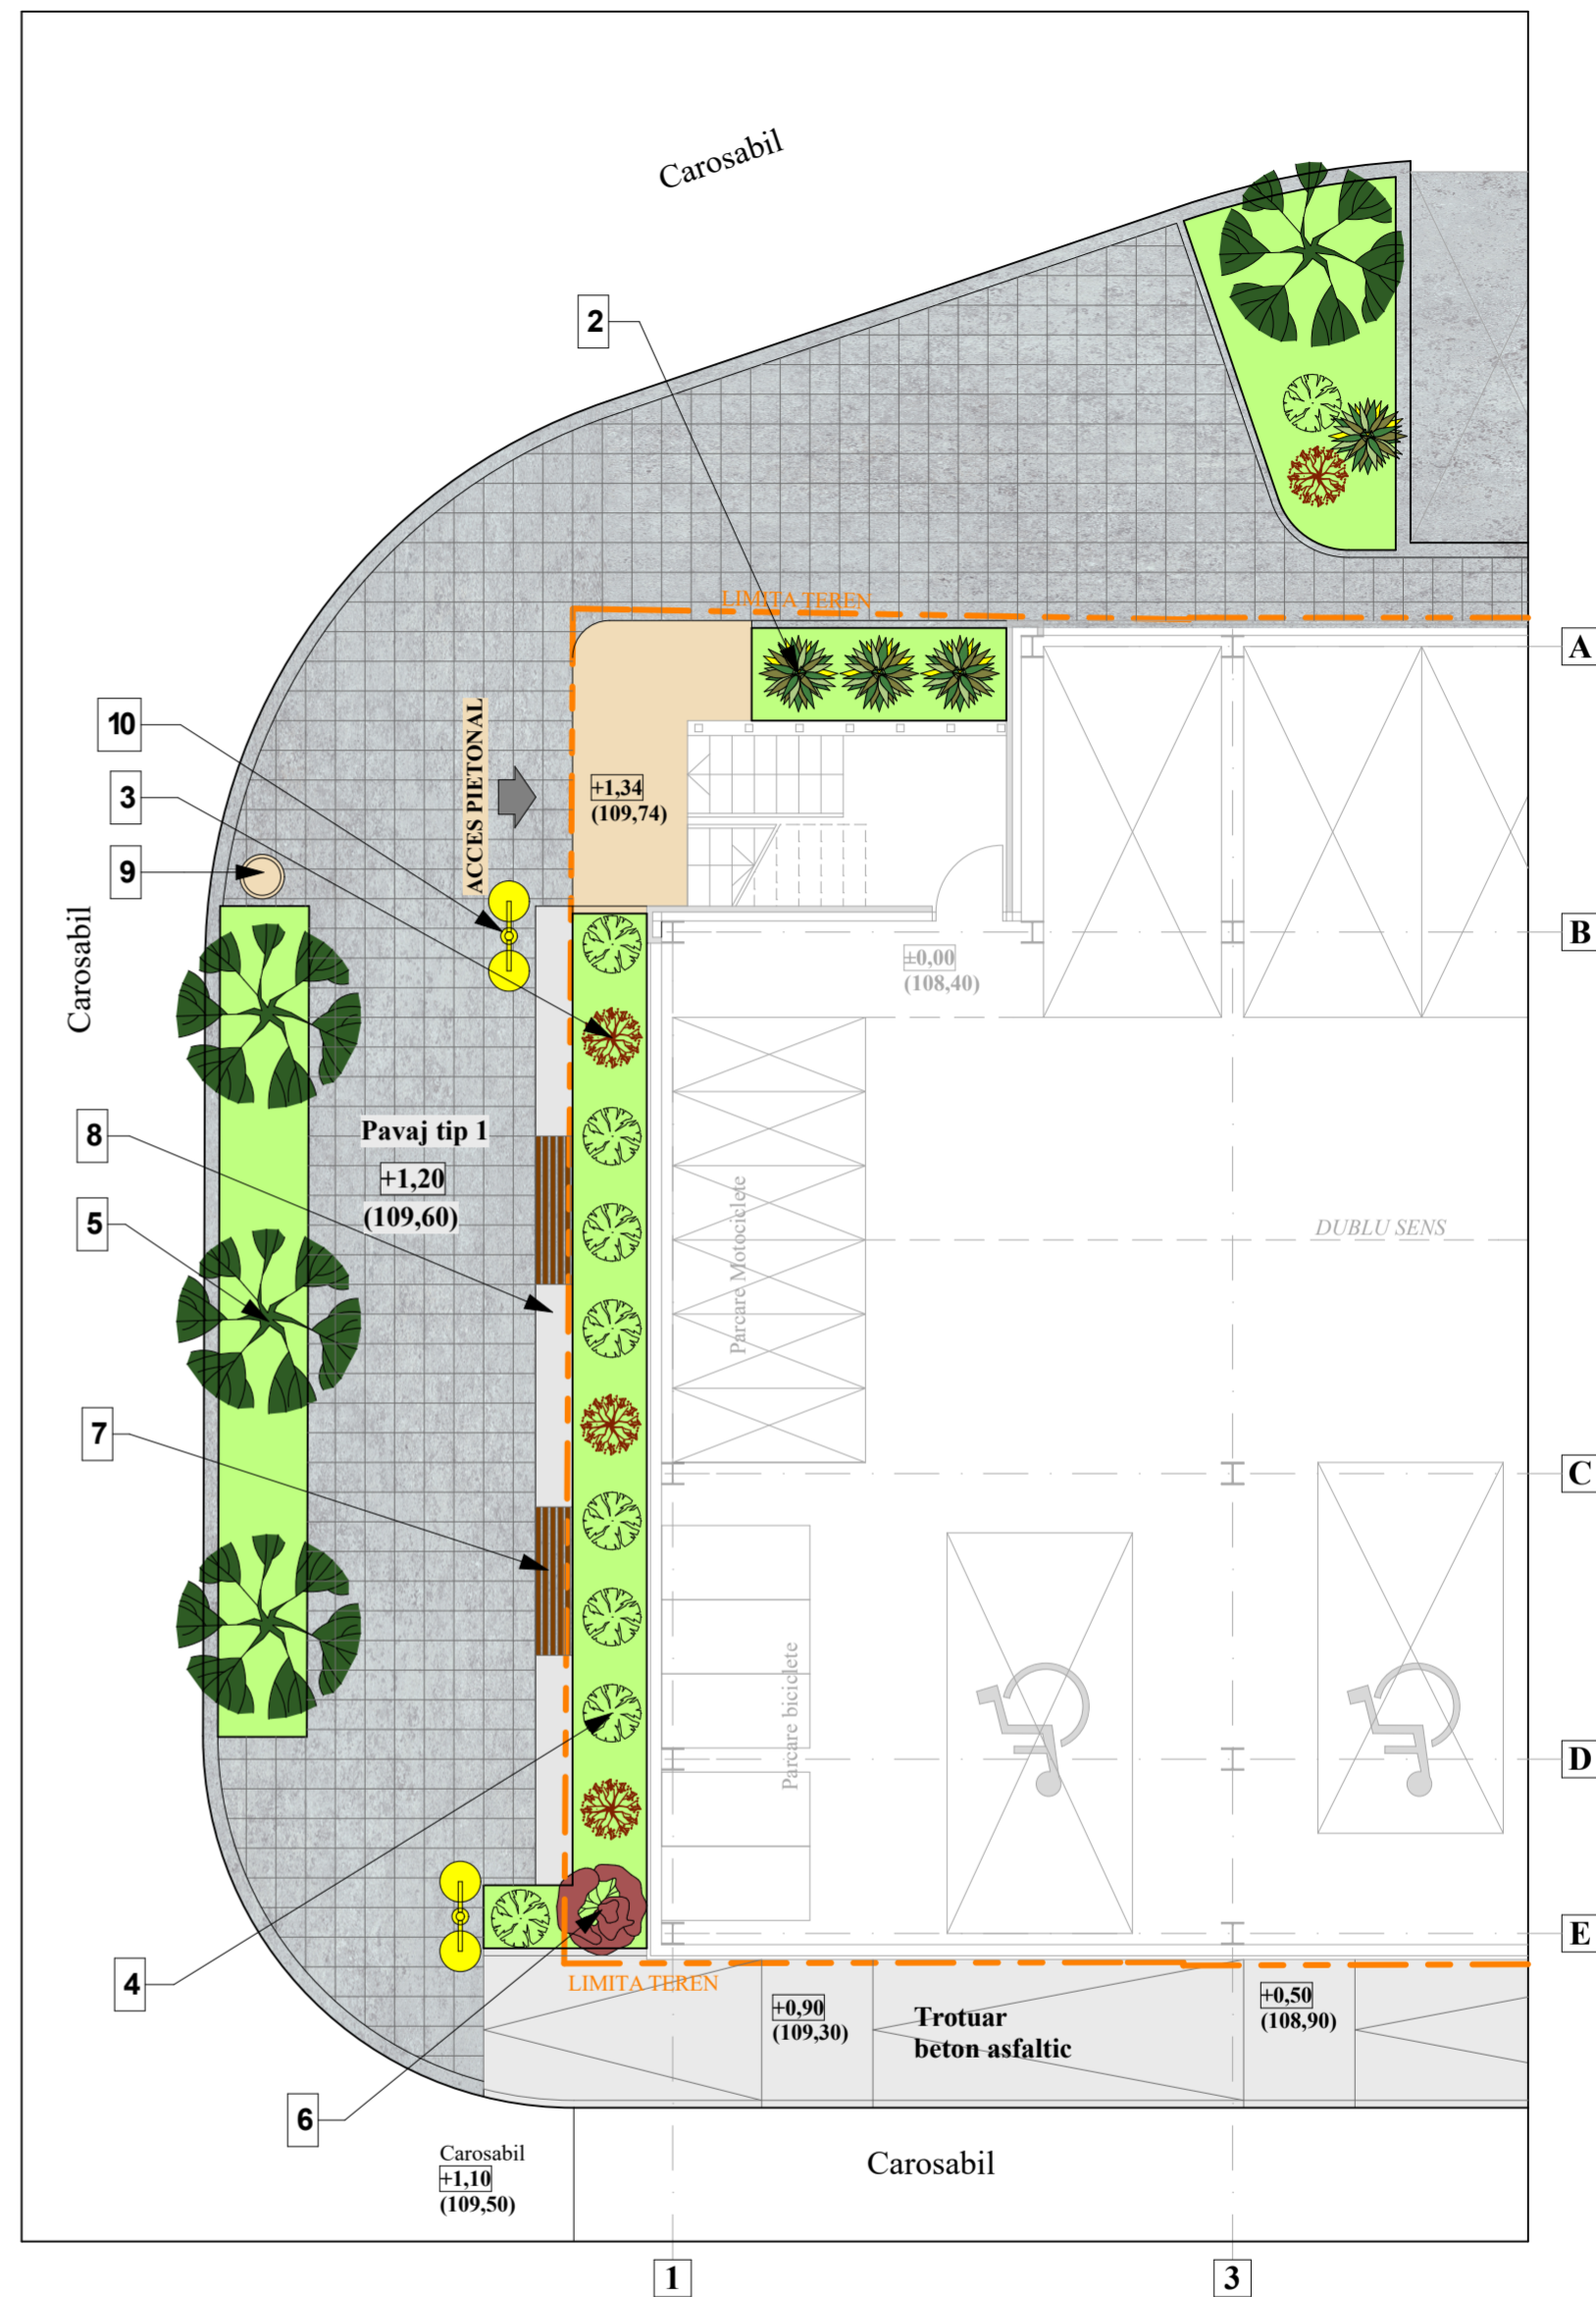 Carosabil
2
LIMITA TEREN
A
10
3
9
ACCES PIETONAL
+1,34
(109,74)
B
±0,00
(108,40)
Carosabil
8
Pavaj tip 1
+1,20
(109,60)
5
Parcare Motociclete
DUBLU SENS
7
C
Parcare biciclete
D
E
4
LIMITA TEREN
+0,90
(109,30)
Trotuar
beton asfaltic
+0,50
(108,90)
6
Carosabil
+1,10
(109,50)
Carosabil
1
3